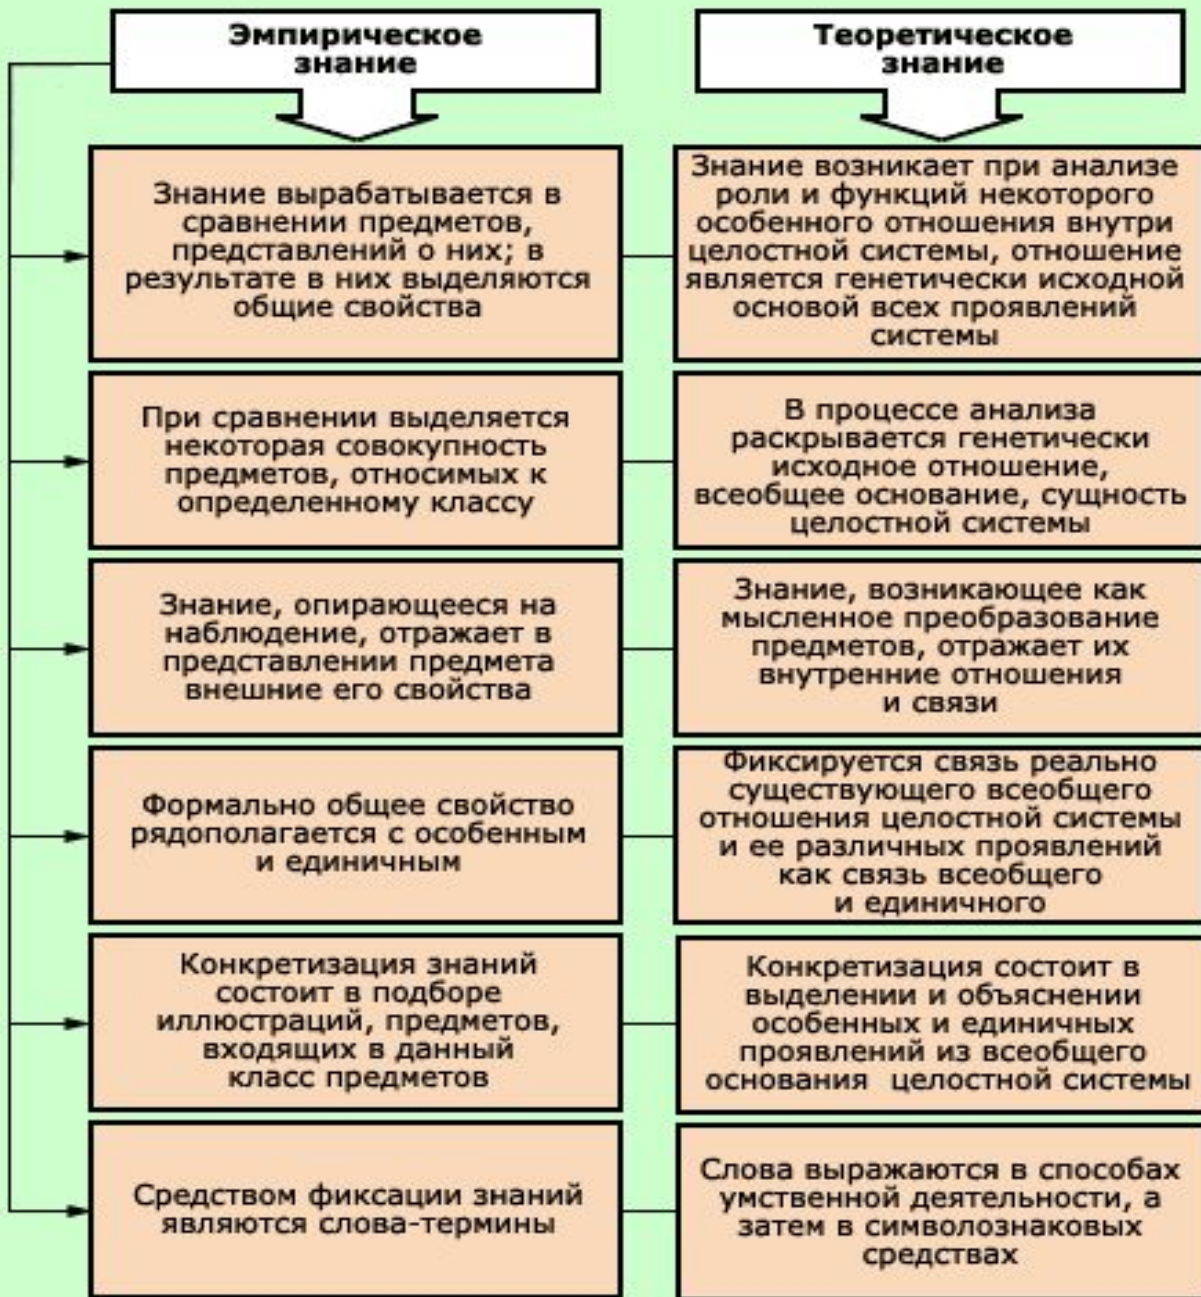 Эмпирическое
знание
Теоретическое
знание
Знание вырабатывается в
сравнении предметов,
представлений о них; в
результате в них выделяются
общие свойства
Знание возникает при анализе
роли и функций некоторого
особенного отношения внутри
целостной системы, отношение
является генетически исходной
основой всех проявлений
системы
При сравнении выделяется
некоторая совокупность
предметов, относимых к
определенному классу
В процессе анализа
раскрывается генетически
исходное отношение,
всеобщее основание, сущность
целостной системы
Знание, опирающееся на
наблюдение, отражает в
представлении предмета
внешние его свойства
Знание, возникающее как
мысленное преобразование
предметов, отражает их
внутренние отношения
и связи
Формально общее свойство
рядополагается с особенным
и единичным
Фиксируется связь реально
существующего всеобщего
отношения целостной системы
и ее различных проявлений
как связь всеобщего
и единичного
Конкретизация знаний
состоит в подборе
иллюстраций, предметов,
входящих в данный
класс предметов
Конкретизация состоит в
выделении и объяснении
особенных и единичных
проявлений из всеобщего
основания целостной системы
Средством фиксации знаний
являются слова-термины
Слова выражаются в способах
умственной деятельности, а
затем в символознаковых
средствах